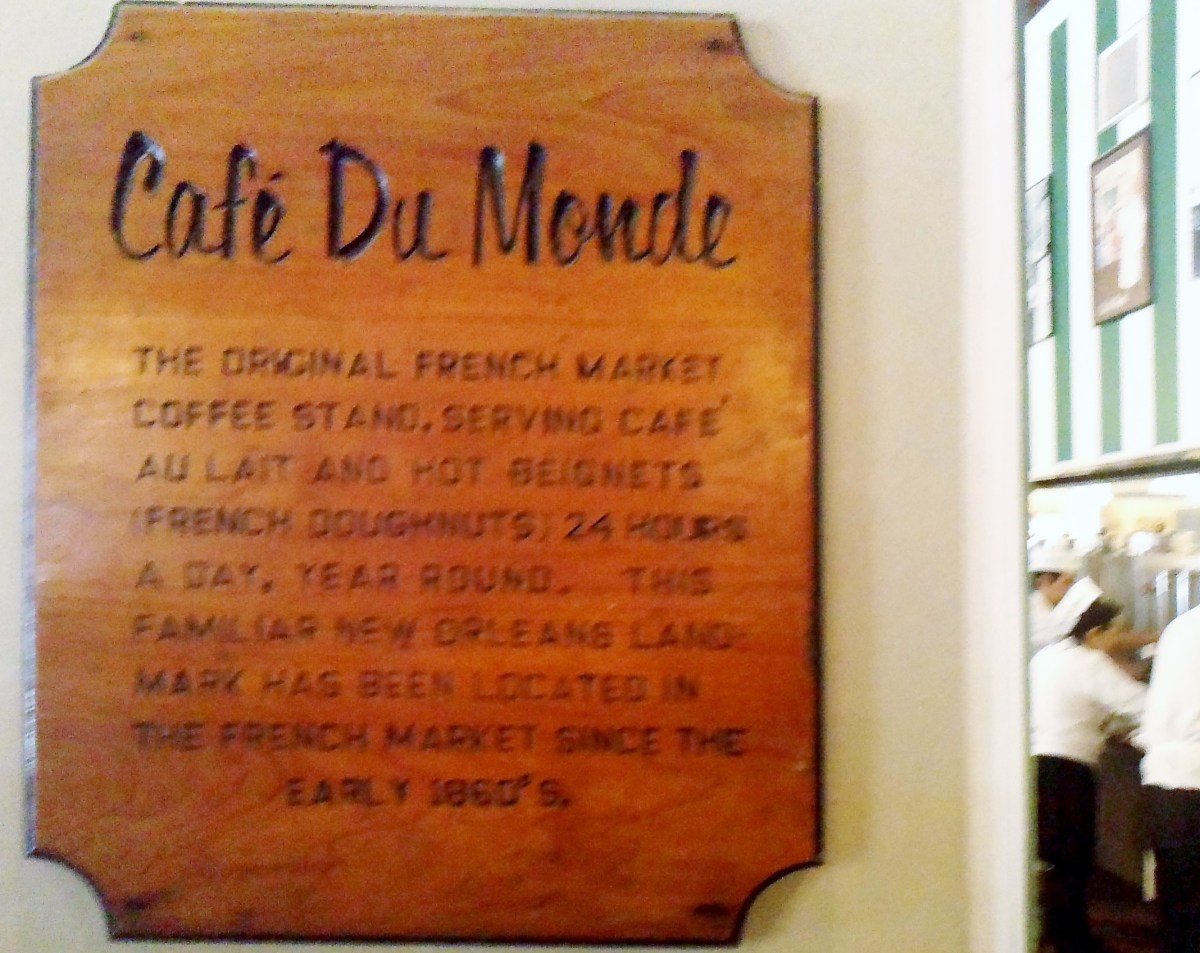 Café Du Monde
THE ORIGINAL FRENCH MARKET
COFFEE STAND, SERVING CAFE'
AU LAIT AND HOT BEIGNETS
(FRENCH DOUGHNUTS) 24 HOURS
A DAY, YEAR ROUND. THIS
FAMILIAR NEW ORLEANS LAND-
MARK HAS BEEN LOCATED IN
THE FRENCH MARKET SINCE THE
EARLY 1860'S.